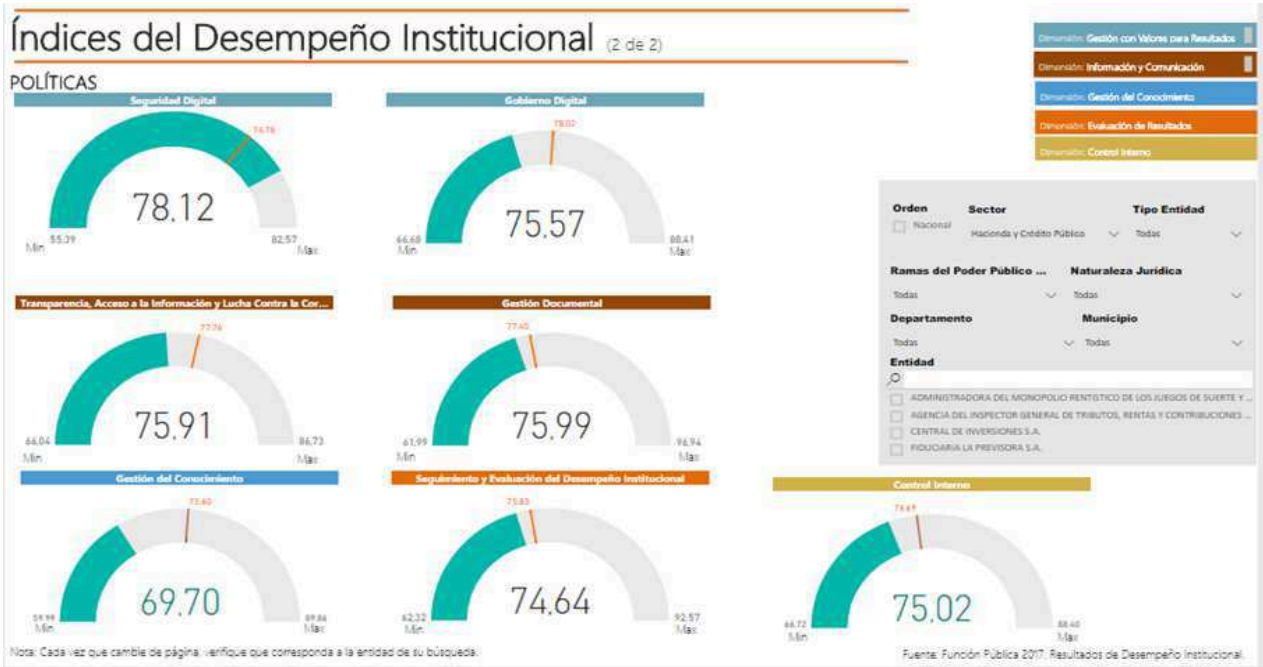 Índices del Desempeño Institucional (2 de 2)
POLÍTICAS
Dimensión: Gestión con Valores para Resultados
Dimensión: Información y Comunicación
Dimensión: Gestión del Conocimiento
Dimensión: Evaluación de Resultados
Dimensión: Control Interno
Seguridad Digital
74,76
78,12
55,39
Min
82,57
Max
Gobierno Digital
78,02
75,57
66,68
Min
88,41
Max
Orden
Nacional
Sector
Hacienda y Crédito Público
Tipo Entidad
Todas
Ramas del Poder Público ...
Todas
Naturaleza Jurídica
Todas
Departamento
Todas
Municipio
Todas
Entidad
ADMINISTRADORA DEL MONOPOLIO RENTÍSTICO DE LOS JUEGOS DE SUERTE Y ...
AGENCIA DEL INSPECTOR GENERAL DE TRIBUTOS, RENTAS Y CONTRIBUCIONES ...
CENTRAL DE INVERSIONES S.A.
FIDUCIARIA LA PREVISORA S.A.
Transparencia, Acceso a la Información y Lucha Contra la Cor...
77,76
75,91
66,04
Min
86,73
Max
Gestión Documental
77,40
75,99
61,99
Min
96,94
Max
Gestión del Conocimiento
69,70
59,99
Min
89,86
Max
Seguimiento y Evaluación del Desempeño Institucional
75,83
74,64
62,32
Min
92,57
Max
Control Interno
76,69
75,02
66,72
Min
88,40
Max
Nota: Cada vez que cambie de página, verifique que corresponda a la entidad de su búsqueda.
Fuente: Función Pública 2017, Resultados de Desempeño Institucional.